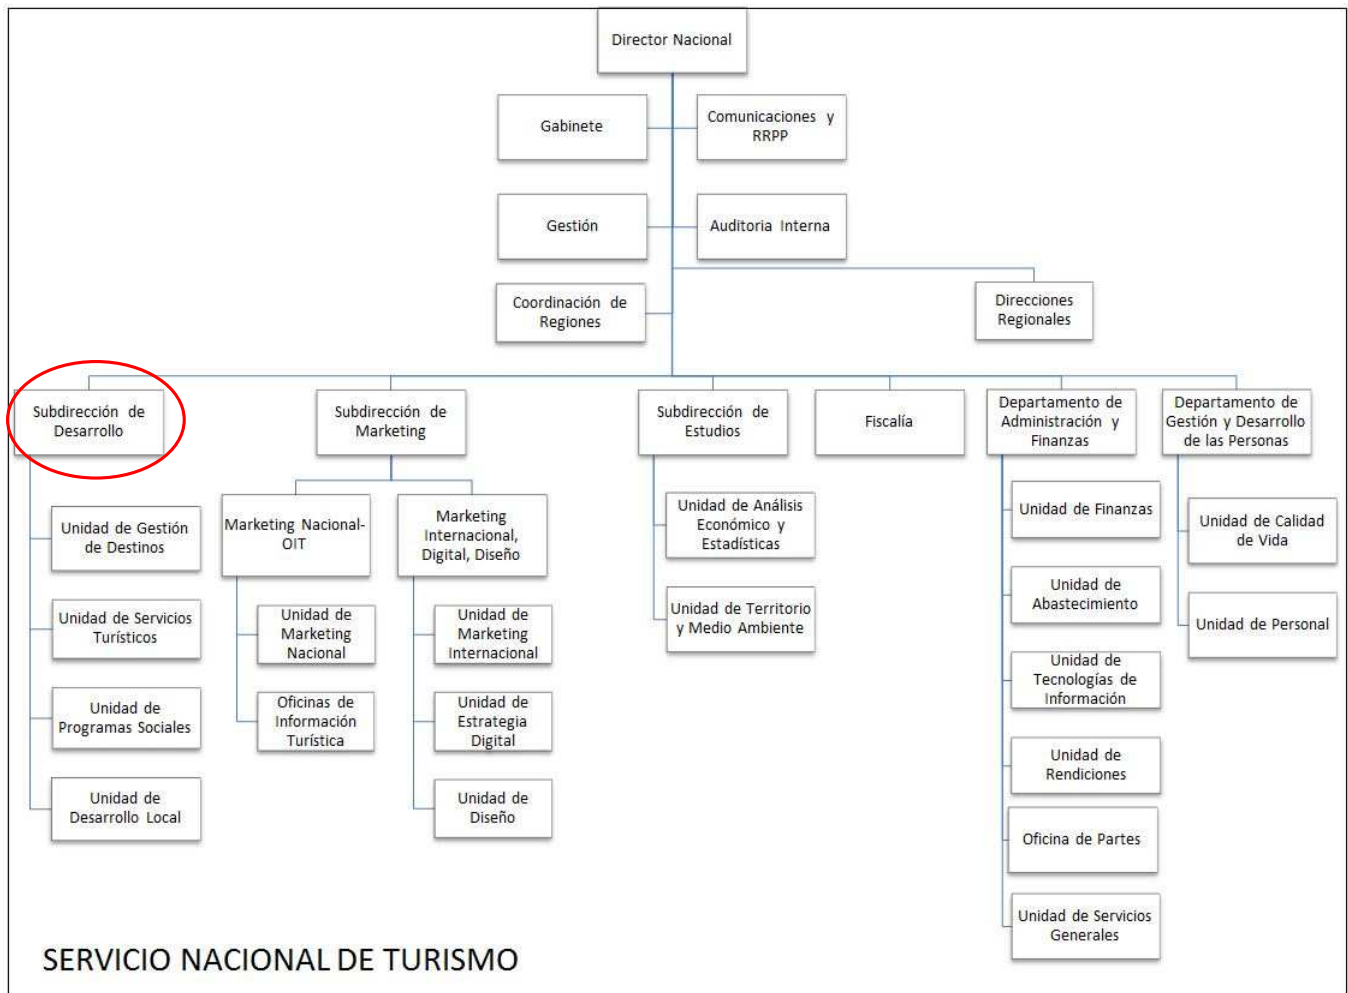 Director Nacional
Gabinete
Comunicaciones y
RRPP
Gestión
Auditoria Interna
Coordinación de
Regiones
Direcciones
Regionales
Subdirección de
Desarrollo
Subdirección de
Marketing
Subdirección de
Estudios
Fiscalía
Departamento de
Administración y
Finanzas
Departamento de
Gestión y Desarrollo
de las Personas
Unidad de Gestión
de Destinos
Unidad de Servicios
Turísticos
Unidad de
Programas Sociales
Unidad de
Desarrollo Local
Marketing Nacional-
OIT
Unidad de
Marketing
Nacional
Oficinas de
Información
Turística
Marketing
Internacional,
Digital, Diseño
Unidad de
Marketing
Internacional
Unidad de
Estrategia
Digital
Unidad de
Diseño
Unidad de Análisis
Económico y
Estadísticas
Unidad de Territorio
y Medio Ambiente
Unidad de Finanzas
Unidad de
Abastecimiento
Unidad de
Tecnologías de
Información
Unidad de
Rendiciones
Oficina de Partes
Unidad de Servicios
Generales
Unidad de Calidad
de Vida
Unidad de Personal
SERVICIO NACIONAL DE TURISMO